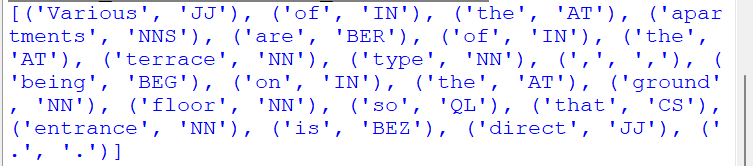 [('Various', 'JJ'), ('of', 'IN'), ('the', 'AT'), ('apar
tments', 'NNS'), ('are', 'BER'), ('of', 'IN'), ('the',
'AT'), ('terrace', 'NN'), ('type', 'NN'), (',', ','), (
'being', 'BEG'), ('on', 'IN'), ('the', 'AT'), ('ground'
, 'NN'), ('floor', 'NN'), ('so', 'QL'), ('that', 'CS'),
('entrance', 'NN'), ('is', 'BEZ'), ('direct', 'JJ'), ('
.', '.')]